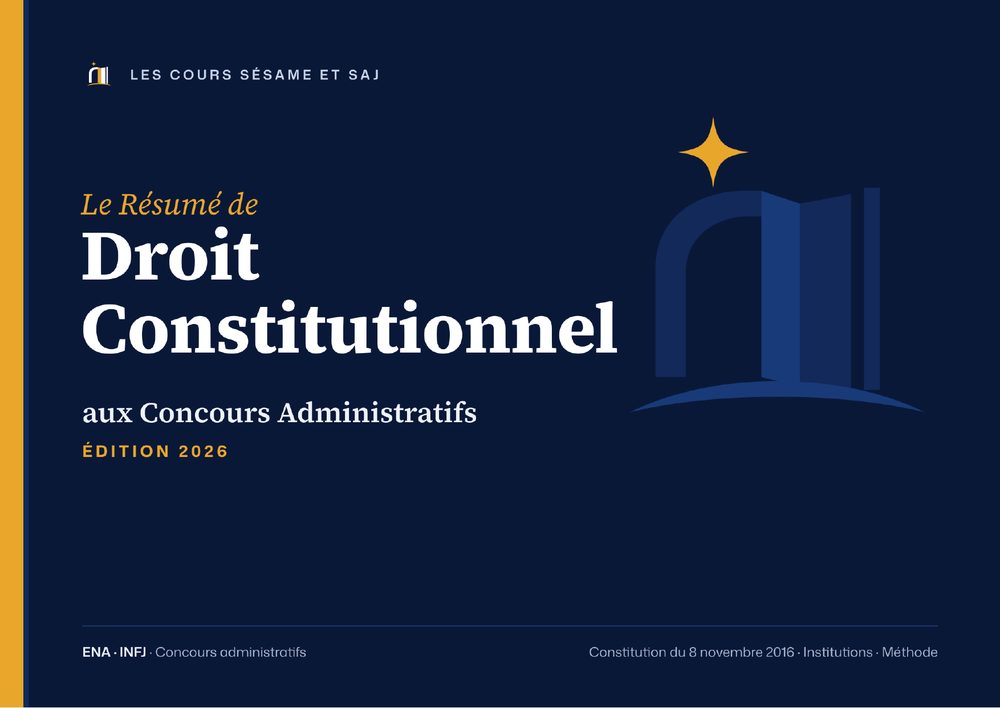 LES COURS SÉSAME ET SAJ
Le Résumé de
Droit
Constitutionnel
aux Concours Administratifs
ÉDITION 2026
ENA · INFJ · Concours administratifs
Constitution du 8 novembre 2016 · Institutions · Méthode